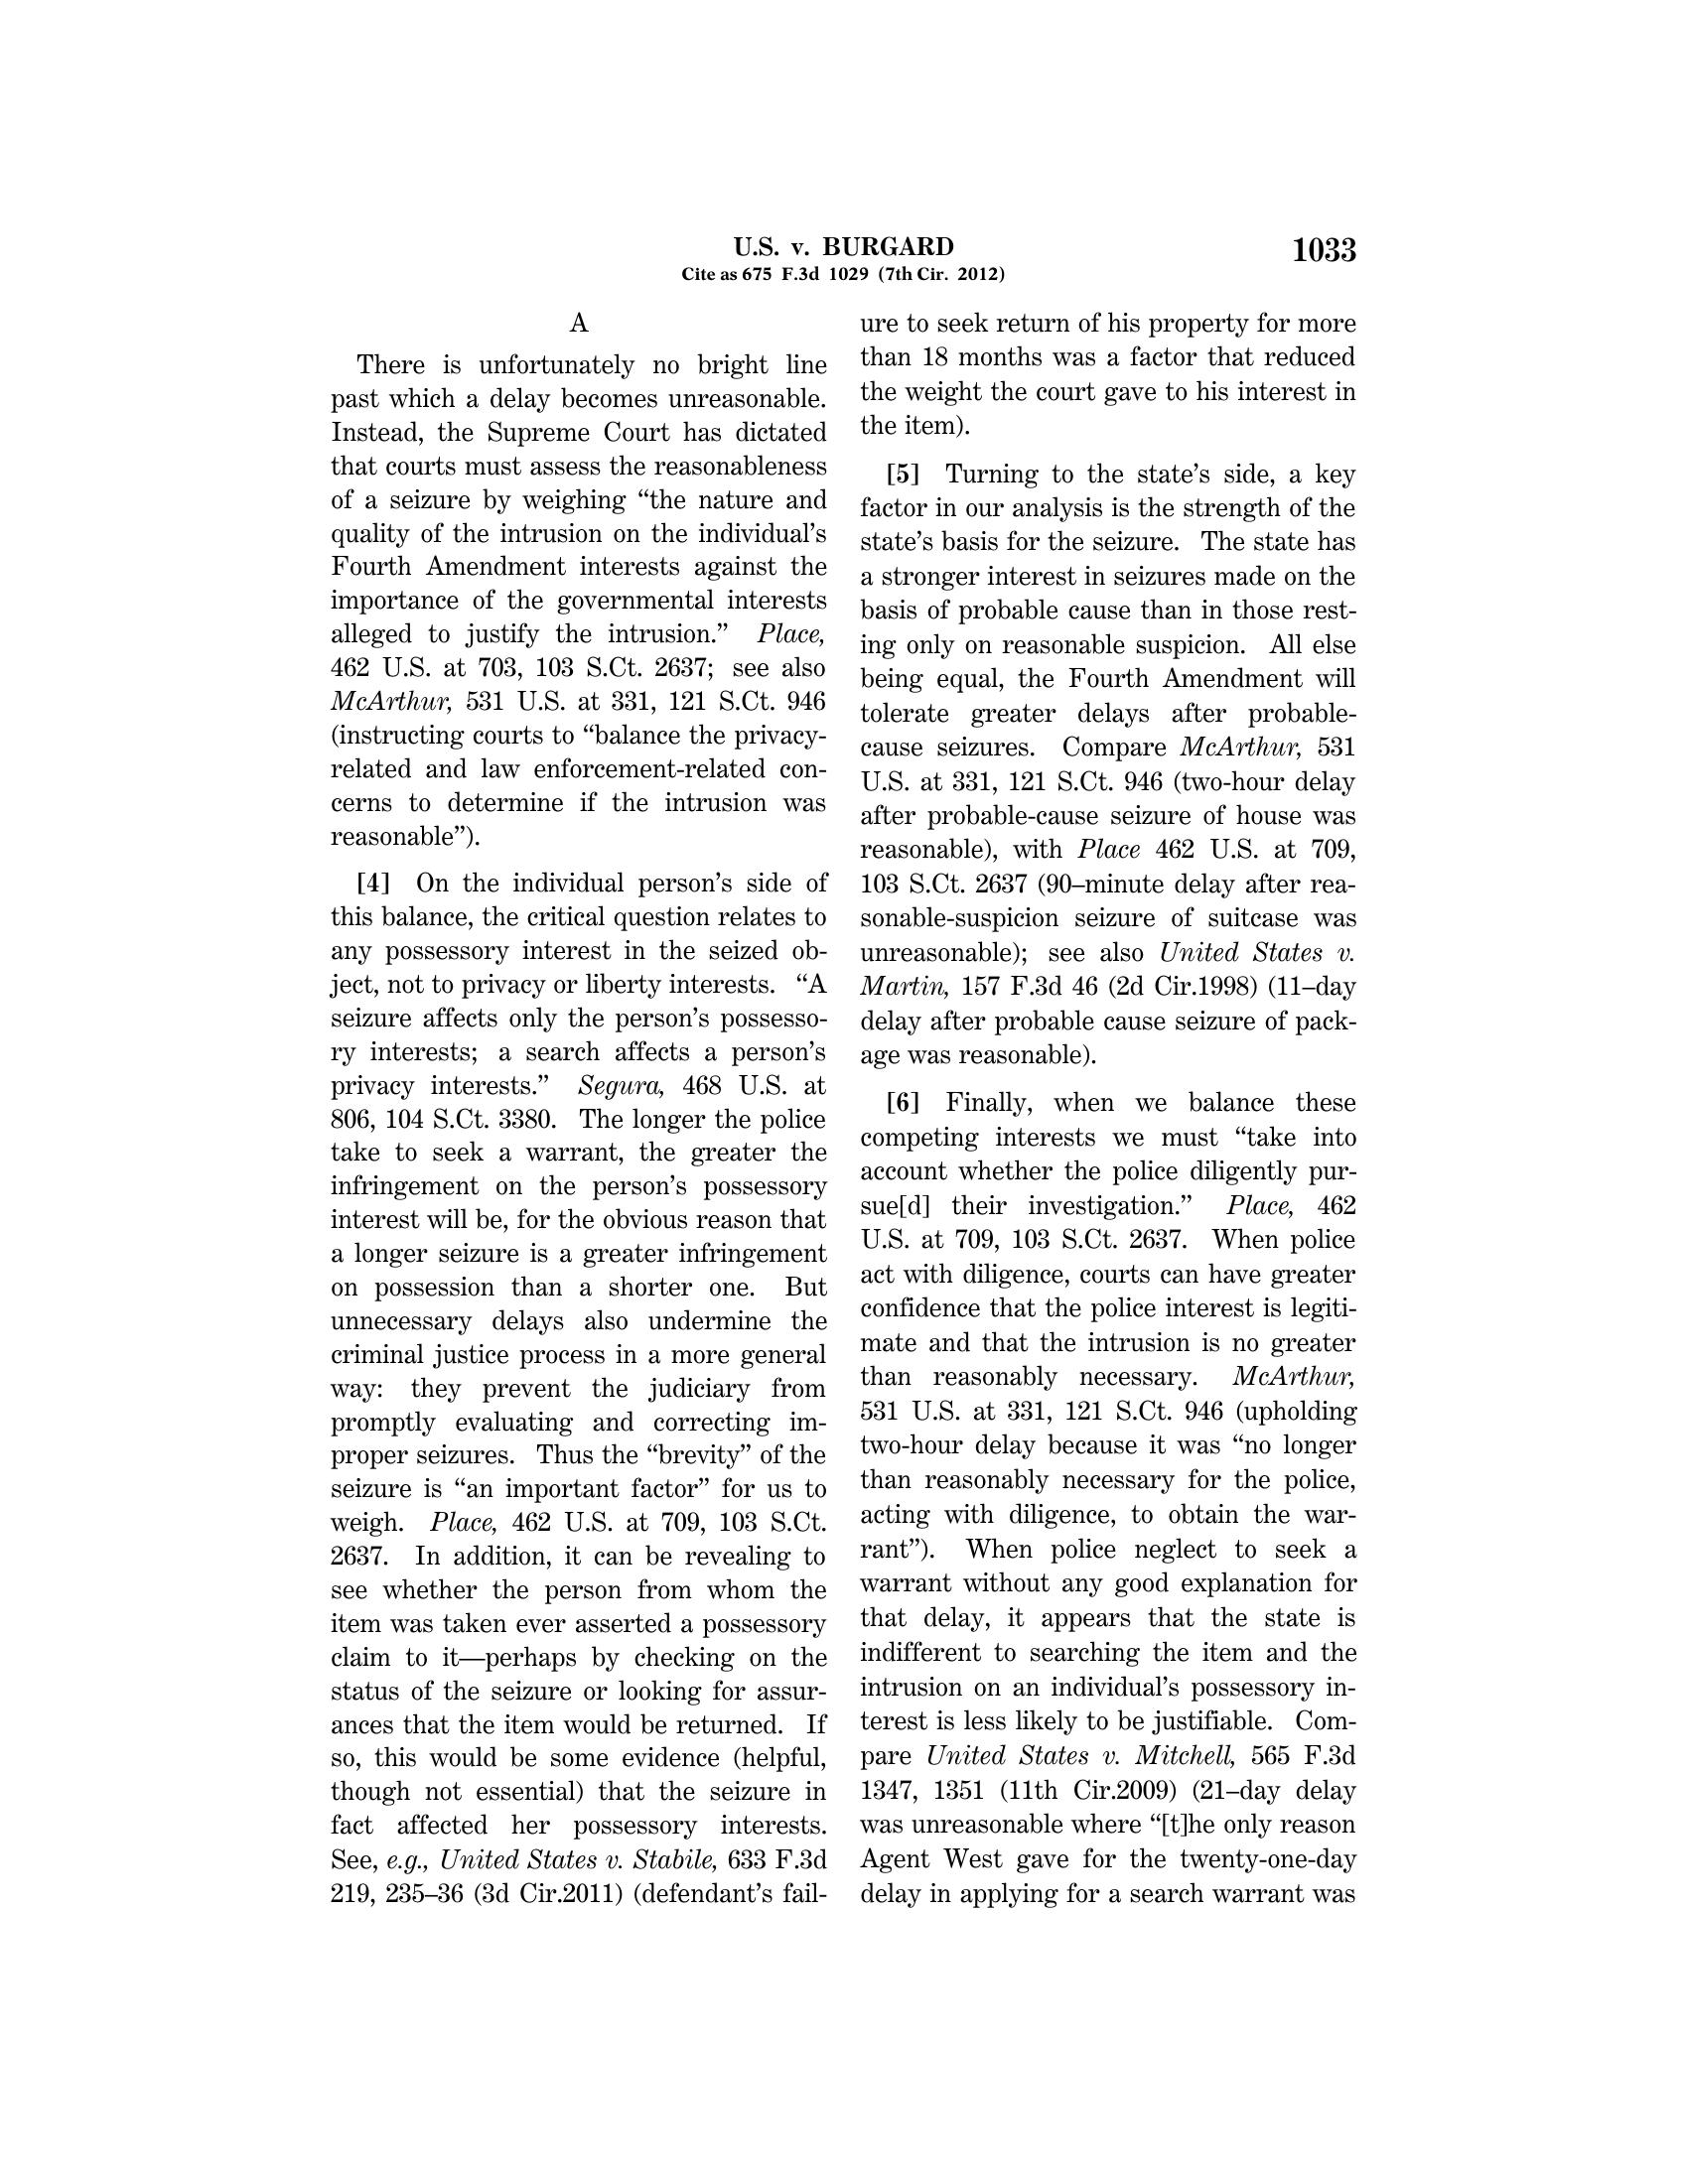 U.S. v. BURGARD
Cite as 675 F.3d 1029 (7th Cir. 2012)
1033
A
There is unfortunately no bright line
past which a delay becomes unreasonable.
Instead, the Supreme Court has dictated
that courts must assess the reasonableness
of a seizure by weighing “the nature and
quality of the intrusion on the individual’s
Fourth Amendment interests against the
importance of the governmental interests
alleged to justify the intrusion.” Place,
462 U.S. at 703, 103 S.Ct. 2637; see also
McArthur, 531 U.S. at 331, 121 S.Ct. 946
(instructing courts to “balance the privacy-
related and law enforcement-related con-
cerns to determine if the intrusion was
reasonable”).
[4] On the individual person’s side of
this balance, the critical question relates to
any possessory interest in the seized ob-
ject, not to privacy or liberty interests. “A
seizure affects only the person’s possesso-
ry interests; a search affects a person’s
privacy interests.” Segura, 468 U.S. at
806, 104 S.Ct. 3380. The longer the police
take to seek a warrant, the greater the
infringement on the person’s possessory
interest will be, for the obvious reason that
a longer seizure is a greater infringement
on possession than a shorter one. But
unnecessary delays also undermine the
criminal justice process in a more general
way: they prevent the judiciary from
promptly evaluating and correcting im-
proper seizures. Thus the “brevity” of the
seizure is “an important factor” for us to
weigh. Place, 462 U.S. at 709, 103 S.Ct.
2637. In addition, it can be revealing to
see whether the person from whom the
item was taken ever asserted a possessory
claim to it—perhaps by checking on the
status of the seizure or looking for assur-
ances that the item would be returned. If
so, this would be some evidence (helpful,
though not essential) that the seizure in
fact affected her possessory interests.
See, e.g., United States v. Stabile, 633 F.3d
219, 235–36 (3d Cir.2011) (defendant’s fail-
ure to seek return of his property for more
than 18 months was a factor that reduced
the weight the court gave to his interest in
the item).
[5] Turning to the state’s side, a key
factor in our analysis is the strength of the
state’s basis for the seizure. The state has
a stronger interest in seizures made on the
basis of probable cause than in those rest-
ing only on reasonable suspicion. All else
being equal, the Fourth Amendment will
tolerate greater delays after probable-
cause seizures. Compare McArthur, 531
U.S. at 331, 121 S.Ct. 946 (two-hour delay
after probable-cause seizure of house was
reasonable), with Place 462 U.S. at 709,
103 S.Ct. 2637 (90–minute delay after rea-
sonable-suspicion seizure of suitcase was
unreasonable); see also United States v.
Martin, 157 F.3d 46 (2d Cir.1998) (11–day
delay after probable cause seizure of pack-
age was reasonable).
[6] Finally, when we balance these
competing interests we must “take into
account whether the police diligently pur-
sue[d] their investigation.” Place, 462
U.S. at 709, 103 S.Ct. 2637. When police
act with diligence, courts can have greater
confidence that the police interest is legiti-
mate and that the intrusion is no greater
than reasonably necessary. McArthur,
531 U.S. at 331, 121 S.Ct. 946 (upholding
two-hour delay because it was “no longer
than reasonably necessary for the police,
acting with diligence, to obtain the war-
rant”). When police neglect to seek a
warrant without any good explanation for
that delay, it appears that the state is
indifferent to searching the item and the
intrusion on an individual’s possessory in-
terest is less likely to be justifiable. Com-
pare United States v. Mitchell, 565 F.3d
1347, 1351 (11th Cir.2009) (21–day delay
was unreasonable where “[t]he only reason
Agent West gave for the twenty-one-day
delay in applying for a search warrant was